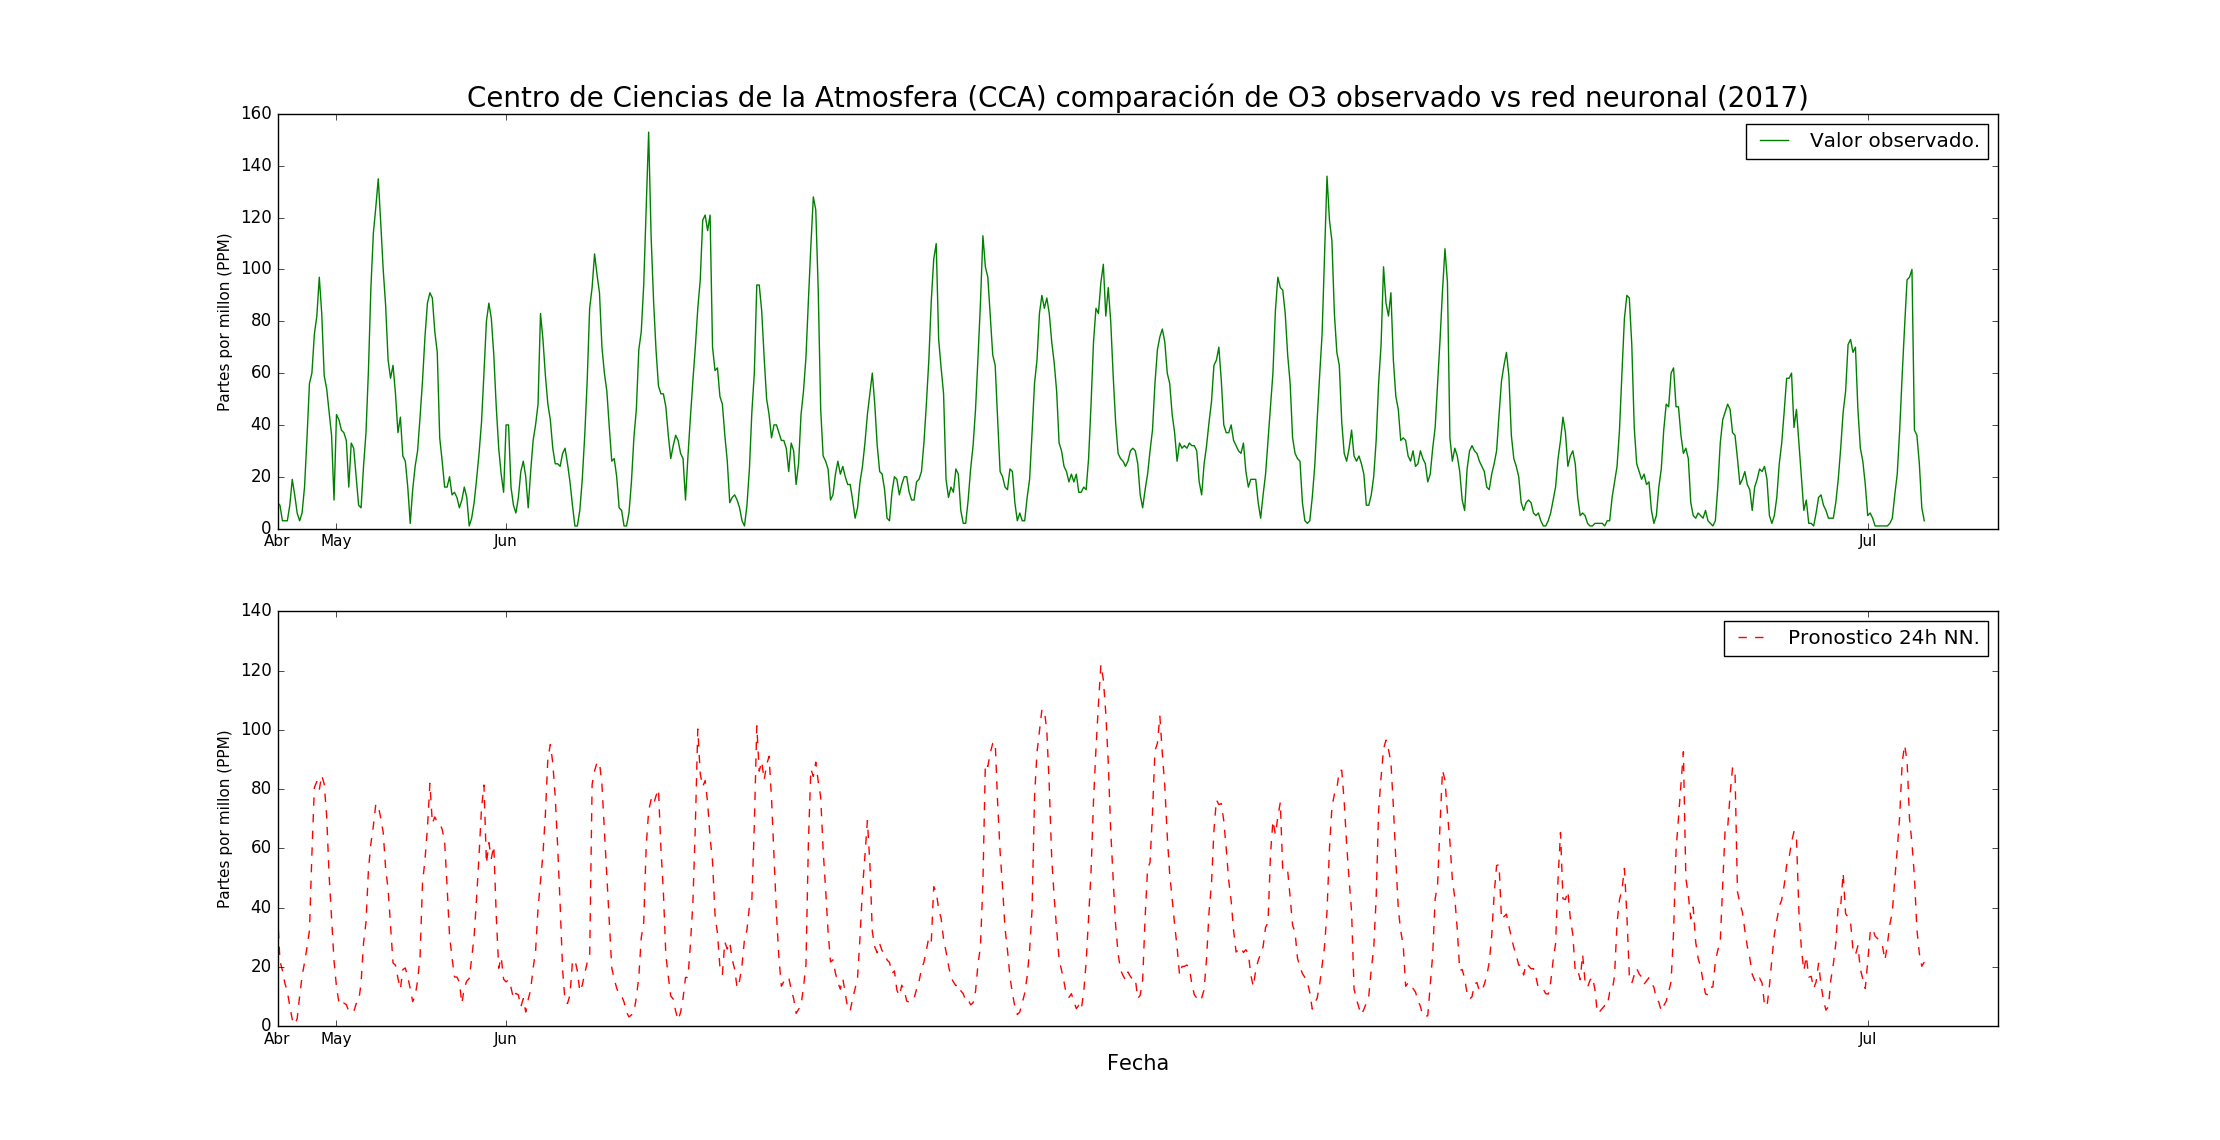 Centro de Ciencias de la Atmosfera (CCA) comparación de O3 observado vs red neuronal (2017)
160
140
120
100
80
60
40
20
0
Partes por millon (PPM)
Valor observado.
Abr May Jun Jul
140
120
100
80
60
40
20
0
Partes por millon (PPM)
Pronostico 24h NN.
Abr May Jun Jul
Fecha